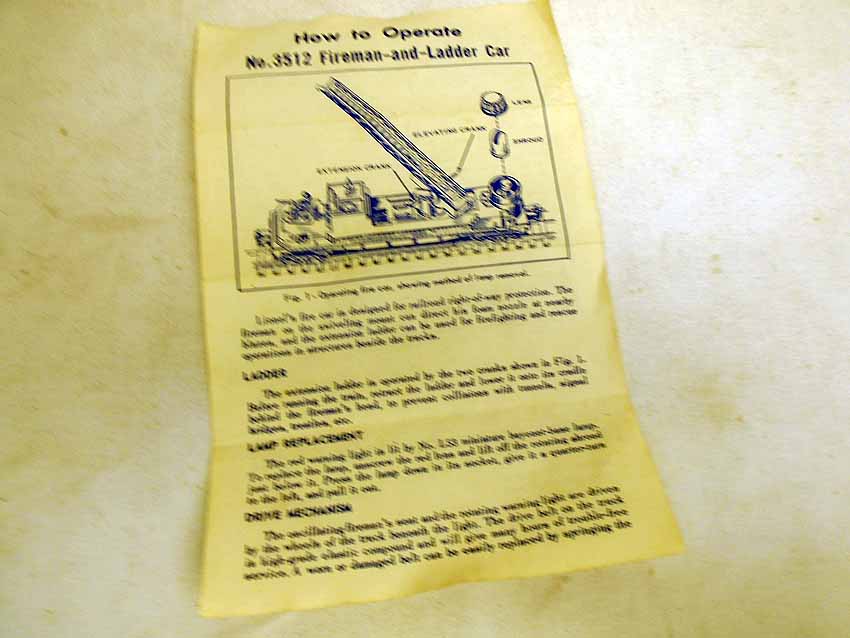 How to Operate
No. 3512 Fireman-and-Ladder Car
LENS
ELEVATING CRANK
SHROUD
EXTENSION CRANK
Fig. 1- Operating fire car, showing method of lamp removal.
Lionel's fire car is designed for railroad right-of-way protection. The
fireman on the swiveling mount can direct his foam nozzle at nearby
blazes, and the extension ladder can be used for firefighting and rescue
operations in structures beside the tracks.
LADDER
The extension ladder is operated by the two cranks shown in Fig. 1.
Before running the train, retract the ladder and lower it onto its cradle
behind the fireman's head, to prevent collisions with tunnels, signal
bridges, trestles, etc.
LAMP REPLACEMENT
The red warning light is lit by No. L53 miniature bayonet-base lamp.
To replace the lamp, unscrew the red lens and lift off the rotating shroud
just below it. Press the lamp down in its socket, give it a quarter-turn
to the left, and pull it out.
DRIVE MECHANISM
The oscillating fireman's seat and the rotating warning light are driven
by the wheels of the truck beneath the light. The drive belt on the truck
is high-grade elastic compound and will give many hours of trouble-free
service. A worn or damaged belt can be easily replaced by springing the